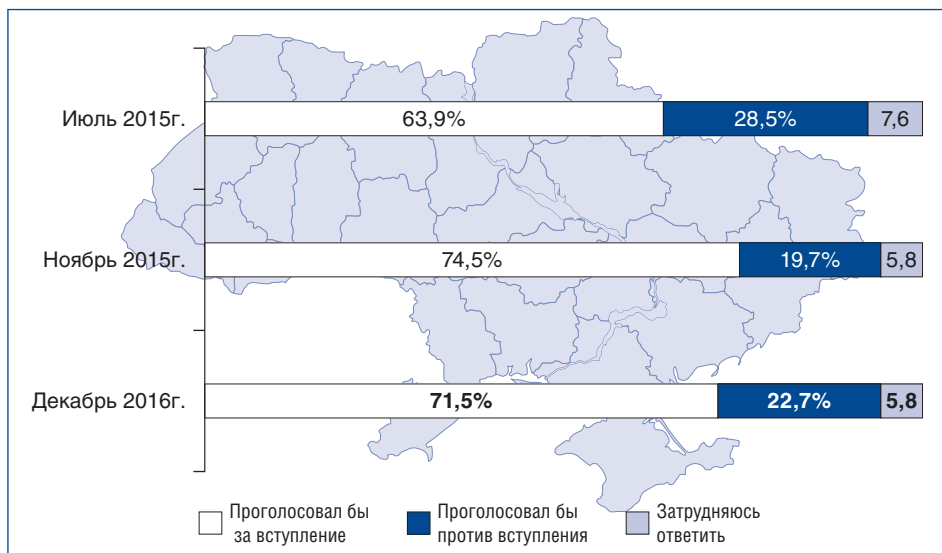 Июль 2015г.
63,9%
28,5%
7,6
Ноябрь 2015г.
74,5%
19,7%
5,8
Декабрь 2016г.
71,5%
22,7%
5,8
Проголосовал бы
за вступление
Проголосовал бы
против вступления
Затрудняюсь
ответить